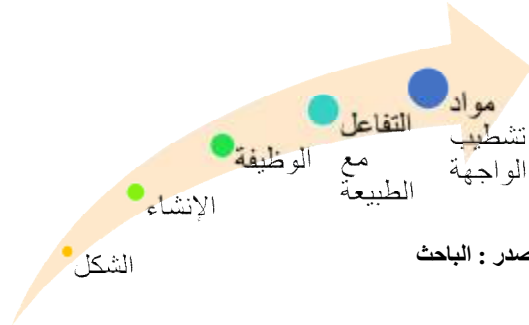 مواد
تشطيب
الواجهة
التفاعل
مع
الطبيعة
الوظيفة
الإنشاء
الشكل
صدر : الباحث